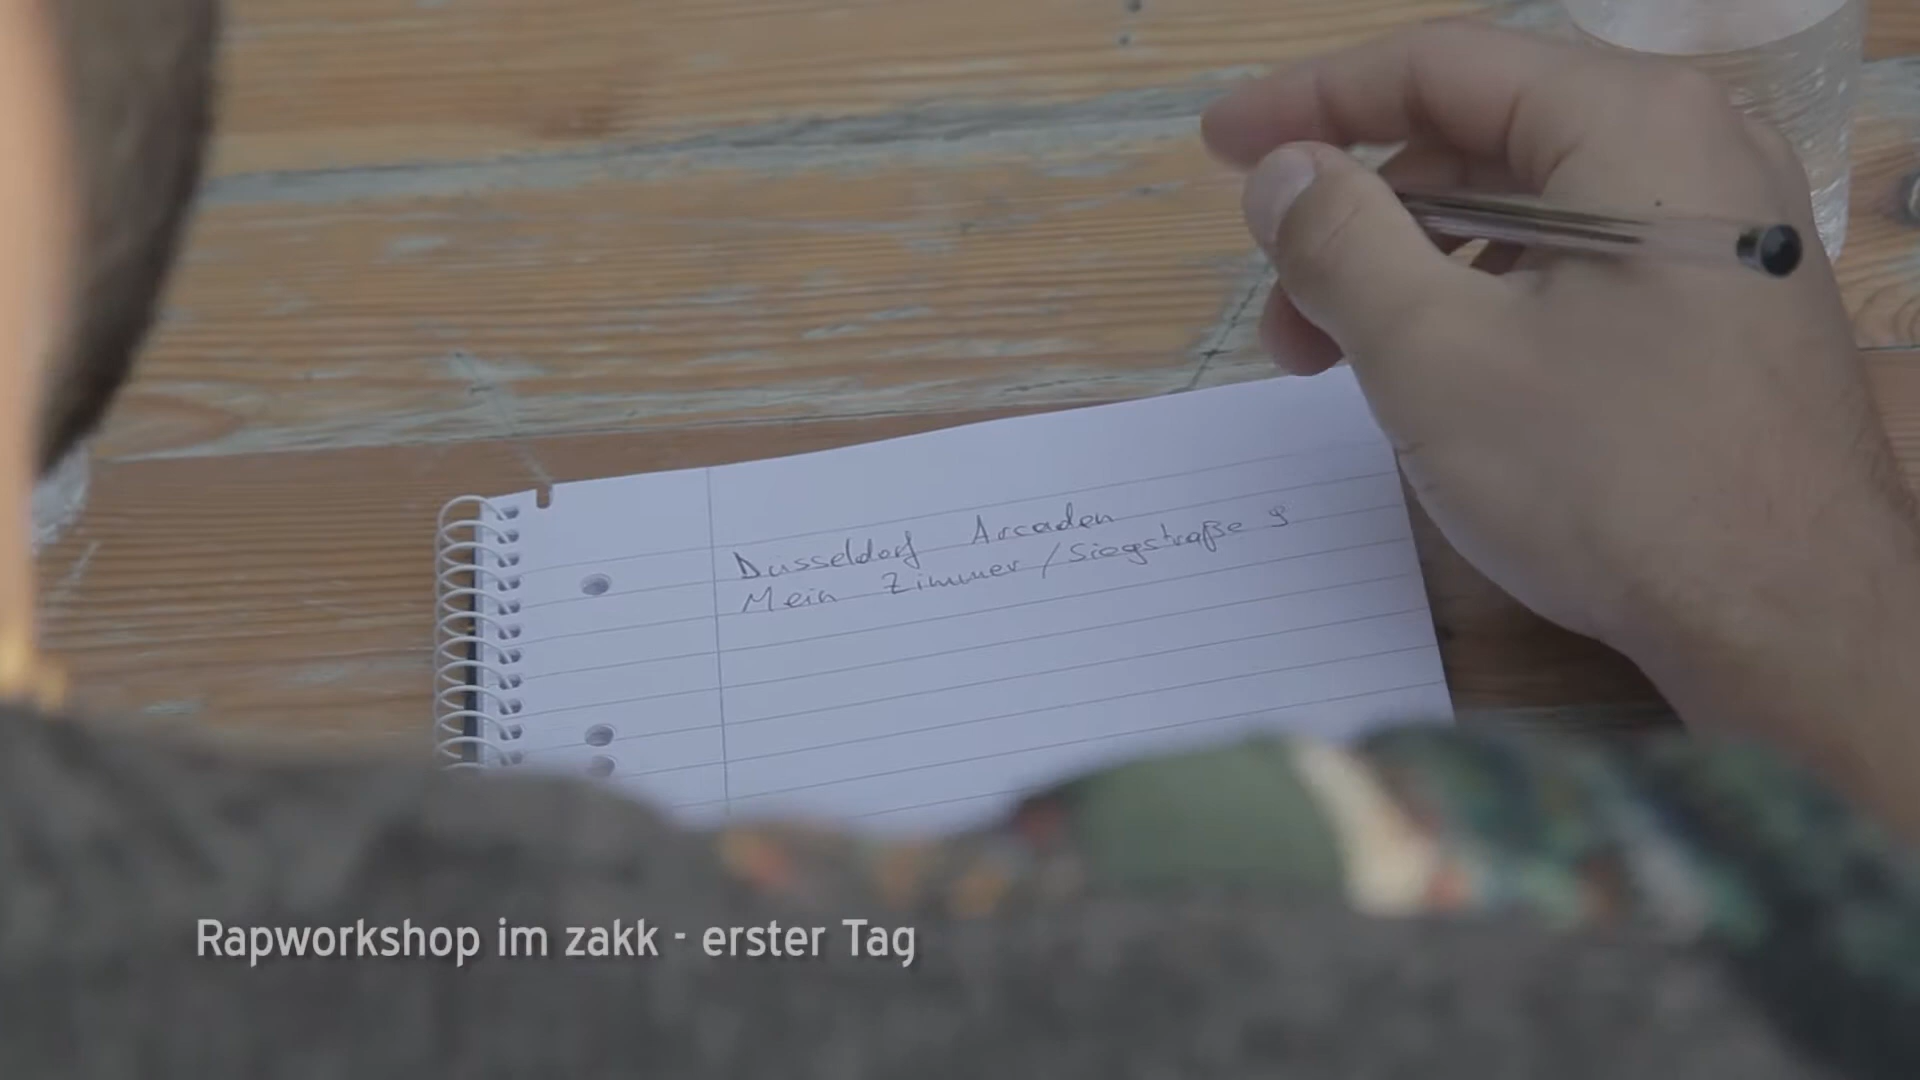 Düsseldorf Arcaden
Mein Zimmer / Siegstraße 9
Rapworkshop im zakk - erster Tag